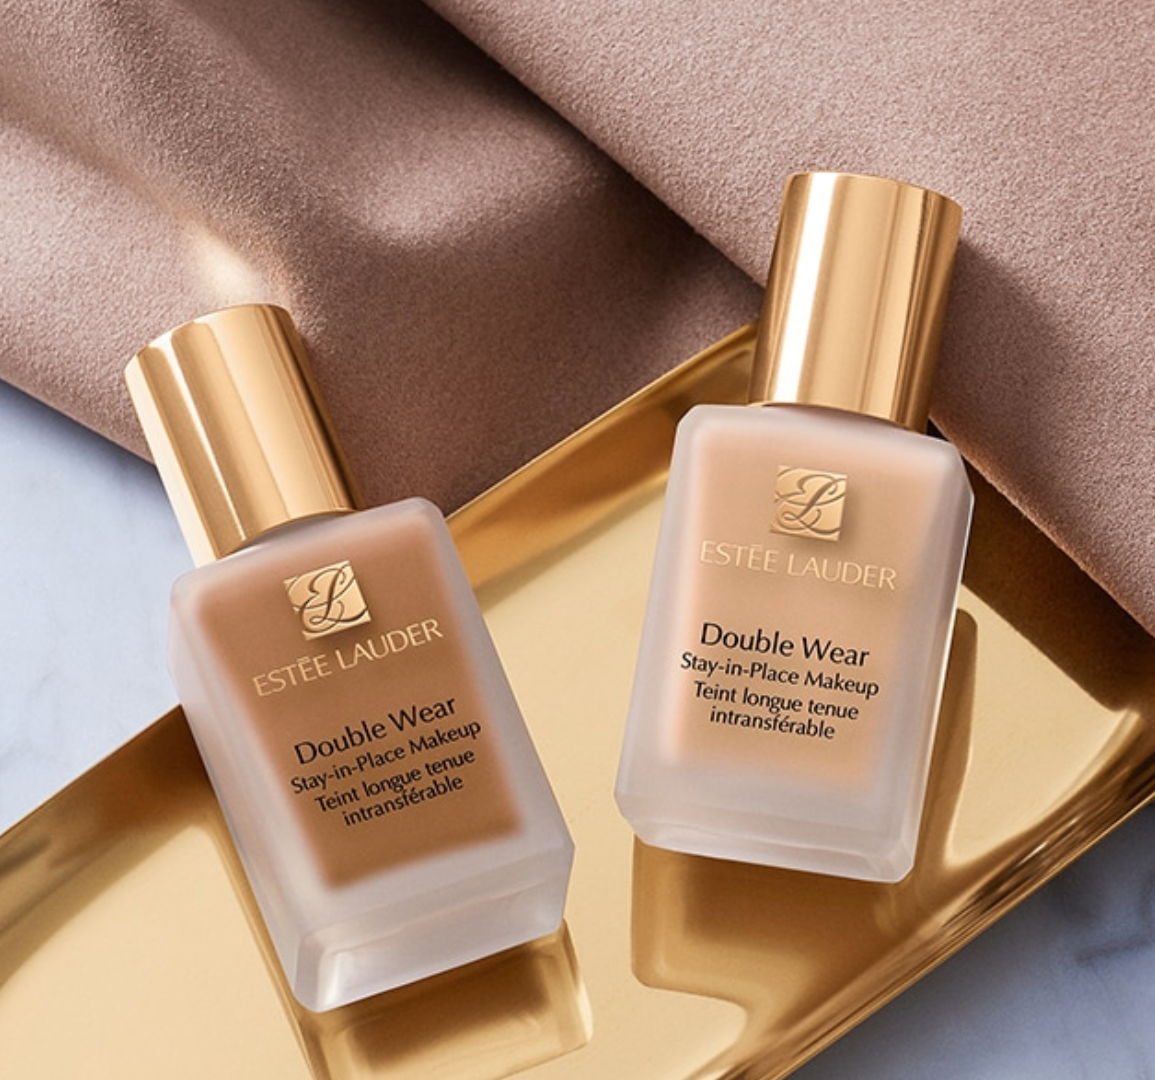 ESTĒE LAUDER
Double Wear
Stay-in-Place Makeup
Teint longue tenue
intransférable
ESTĒE LAUDER
Double Wear
Stay-in-Place Makeup
Teint longue tenue
intransférable